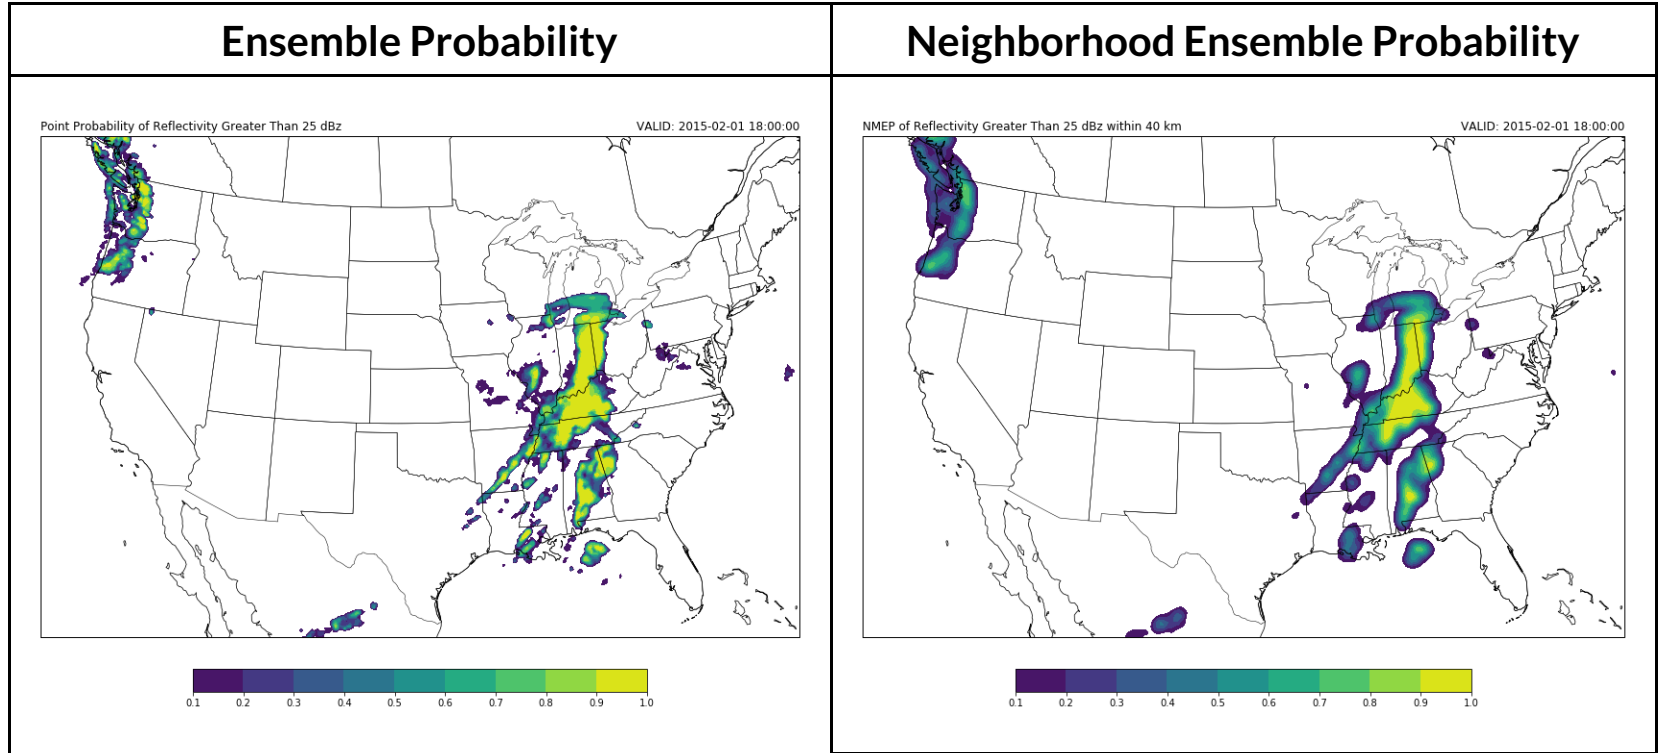 Ensemble Probability
Neighborhood Ensemble Probability
Point Probability of Reflectivity Greater Than 25 dBz
VALID: 2015-02-01 18:00:00
NMEP of Reflectivity Greater Than 25 dBz within 40 km
VALID: 2015-02-01 18:00:00
0.1 0.2 0.3 0.4 0.5 0.6 0.7 0.8 0.9 1.0
0.1 0.2 0.3 0.4 0.5 0.6 0.7 0.8 0.9 1.0